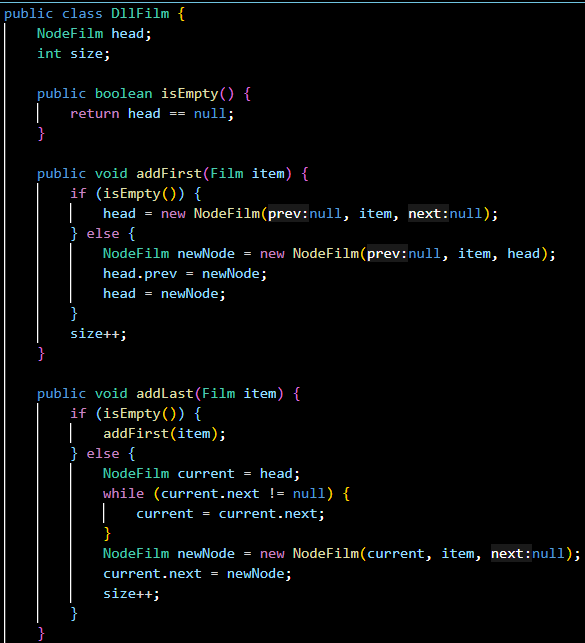 public class DllFilm {
    NodeFilm head;
    int size;

    public boolean isEmpty() {
        return head == null;
    }

    public void addFirst(Film item) {
        if (isEmpty()) {
            head = new NodeFilm(prev:null, item, next:null);
        } else {
            NodeFilm newNode = new NodeFilm(prev:null, item, head);
            head.prev = newNode;
            head = newNode;
        }
        size++;
    }

    public void addLast(Film item) {
        if (isEmpty()) {
            addFirst(item);
        } else {
            NodeFilm current = head;
            while (current.next != null) {
                current = current.next;
            }
            NodeFilm newNode = new NodeFilm(current, item, next:null);
            current.next = newNode;
            size++;
        }
    }